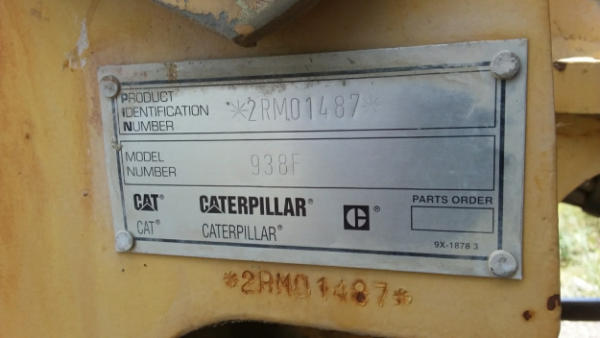 PRODUCT
IDENTIFICATION *2RM01487*
NUMBER
MODEL
NUMBER 938F
CAT® CATERPILLAR® C® PARTS ORDER
CAT® CATERPILLAR®
9X-1878 3
*2RM01487*